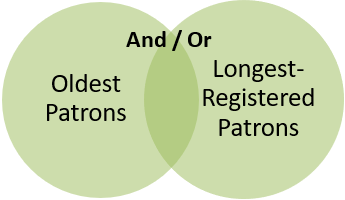 And / Or
Oldest
Patrons
Longest-
Registered
Patrons